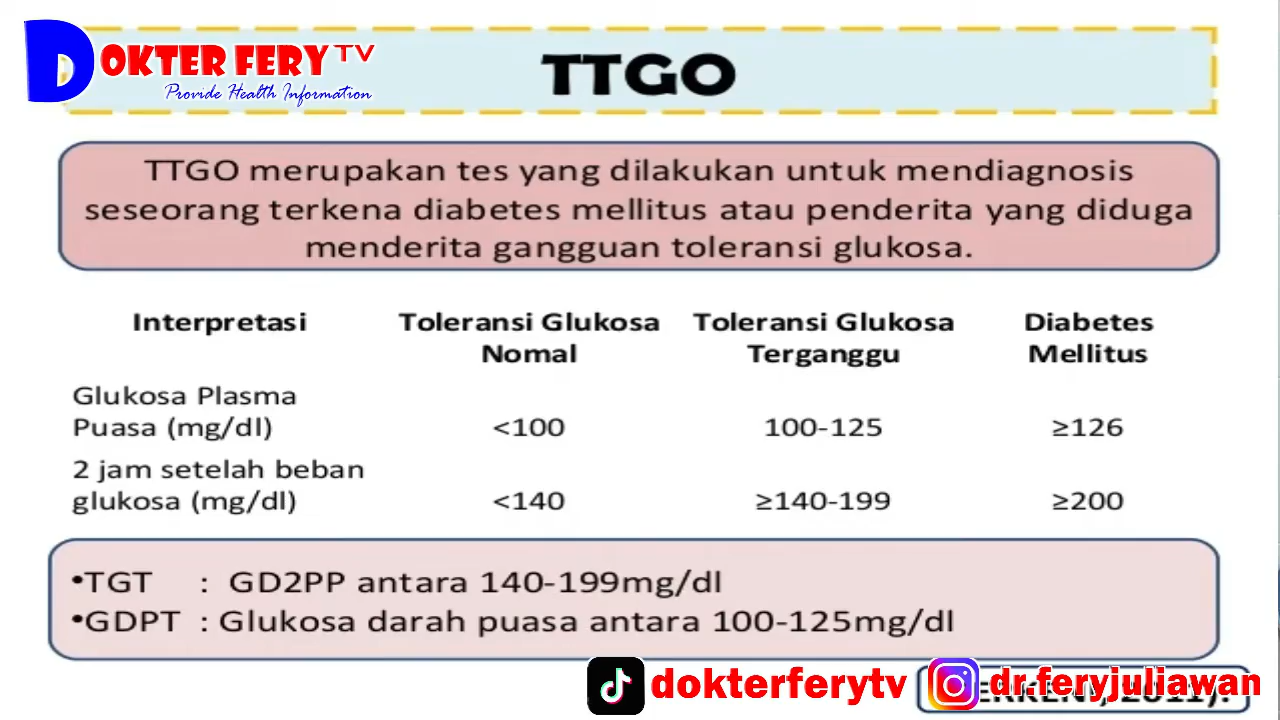 DOKTER FERY TV
Provide Health Information
TTGO
TTGO merupakan tes yang dilakukan untuk mendiagnosis
seseorang terkena diabetes mellitus atau penderita yang diduga
menderita gangguan toleransi glukosa.
Interpretasi Toleransi Glukosa Toleransi Glukosa Diabetes
Nomal Terganggu Mellitus
Glukosa Plasma
Puasa (mg/dl) <100 100-125 ≥126
2 jam setelah beban
glukosa (mg/dl) <140 ≥140-199 ≥200
•TGT : GD2PP antara 140-199mg/dl
•GDPT : Glukosa darah puasa antara 100-125mg/dl
dokterferytv dr.feryjuliawan